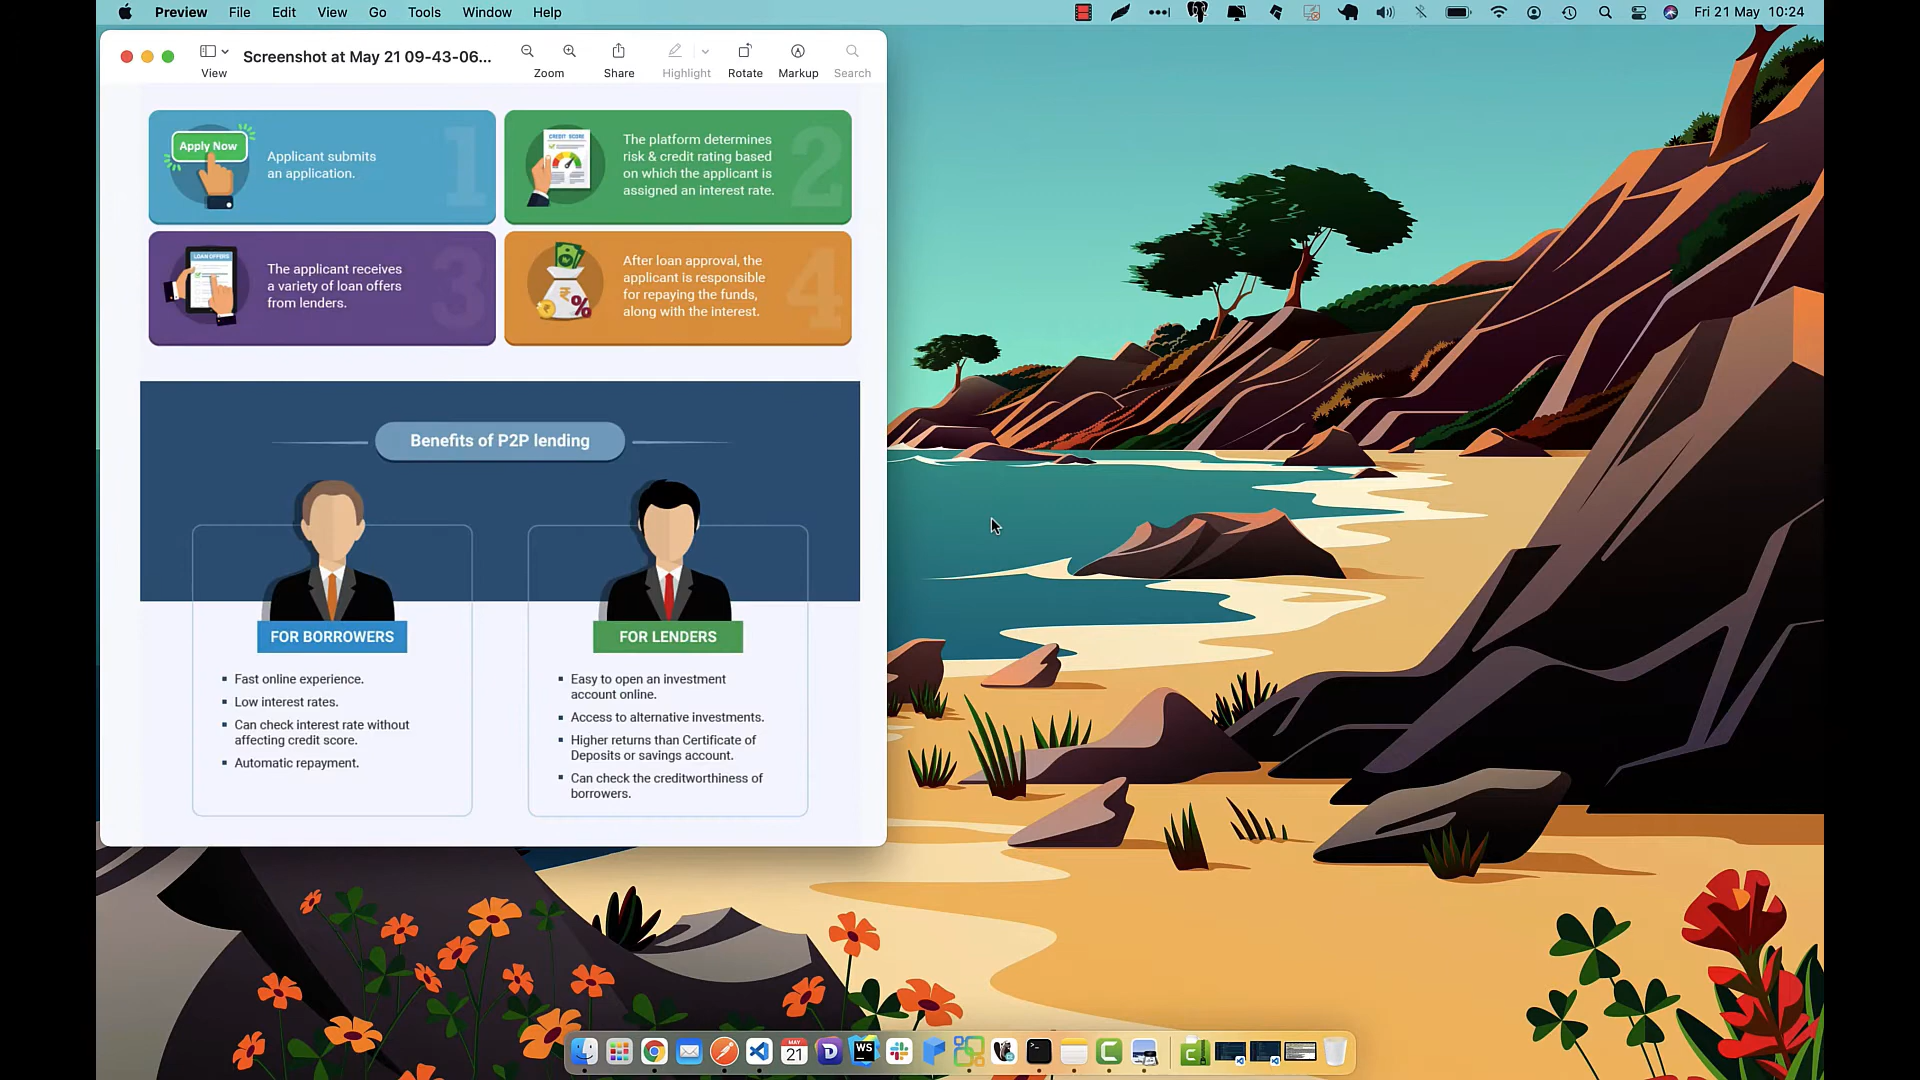 Preview File Edit View Go Tools Window Help
Fri 21 May 10:24
Screenshot at May 21 09-43-06...
View
Zoom
Share
Highlight
Rotate
Markup
Search
Apply Now
Applicant submits
an application.
1
CREDIT SCORE
The platform determines
risk & credit rating based
on which the applicant is
assigned an interest rate.
2
LOAN OFFERS
The applicant receives
a variety of loan offers
from lenders.
3
₹
%
After loan approval, the
applicant is responsible
for repaying the funds,
along with the interest.
4
Benefits of P2P lending
FOR BORROWERS
▪ Fast online experience.
▪ Low interest rates.
▪ Can check interest rate without
affecting credit score.
▪ Automatic repayment.
FOR LENDERS
▪ Easy to open an investment
account online.
▪ Access to alternative investments.
▪ Higher returns than Certificate of
Deposits or savings account.
▪ Can check the creditworthiness of
borrowers.
MAY
21
D
WS
C